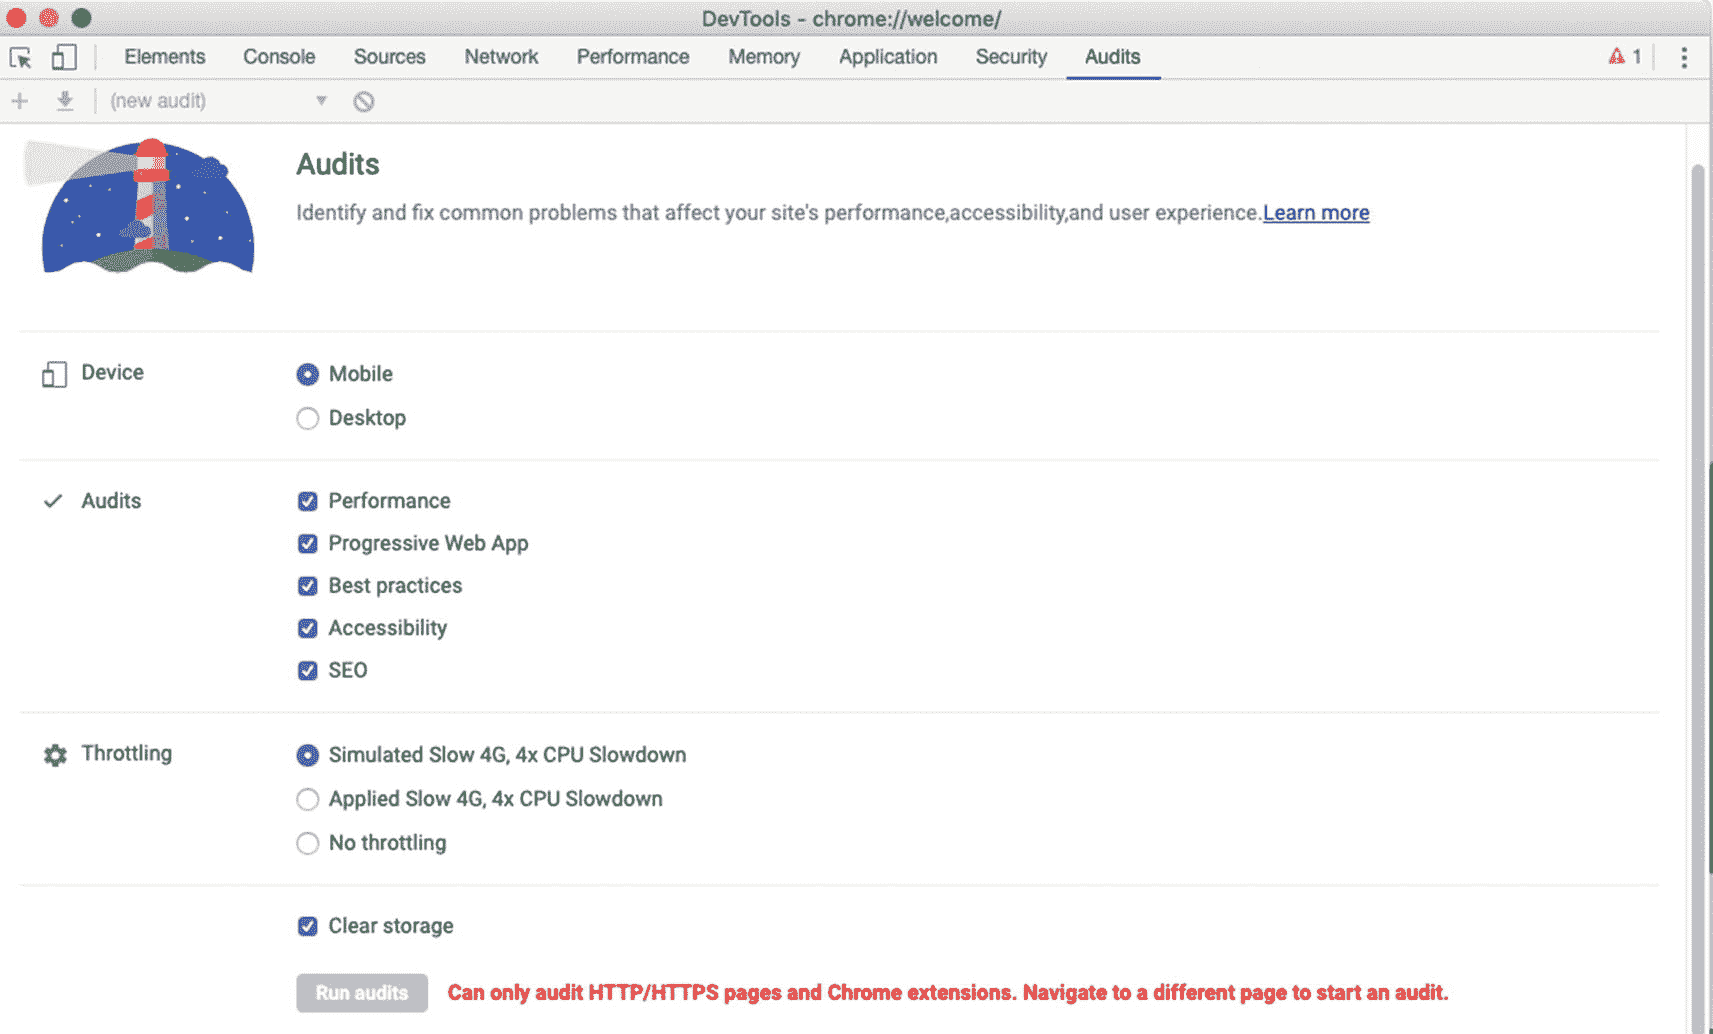 DevTools - chrome://welcome/
Elements Console Sources Network Performance Memory Application Security Audits 1
(new audit)
Audits
Identify and fix common problems that affect your site's performance,accessibility,and user experience.Learn more
Device
Mobile
Desktop
Audits
Performance
Progressive Web App
Best practices
Accessibility
SEO
Throttling
Simulated Slow 4G, 4x CPU Slowdown
Applied Slow 4G, 4x CPU Slowdown
No throttling
Clear storage
Run audits Can only audit HTTP/HTTPS pages and Chrome extensions. Navigate to a different page to start an audit.